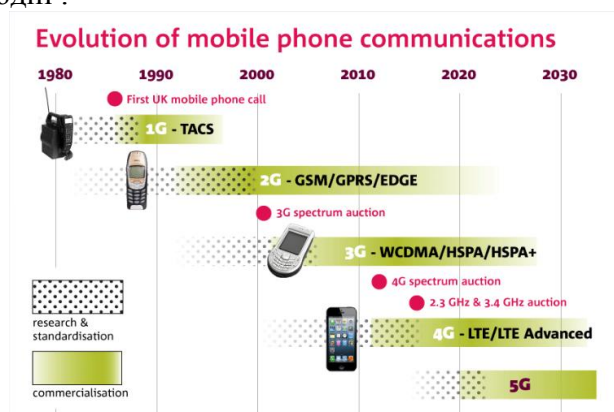 Evolution of mobile phone communications
1980 1990 2000 2010 2020 2030
First UK mobile phone call
1G - TACS
2G - GSM/GPRS/EDGE
3G spectrum auction
3G - WCDMA/HSPA/HSPA+
4G spectrum auction
2.3 GHz & 3.4 GHz auction
research &
standardisation
4G - LTE/LTE Advanced
commercialisation
5G